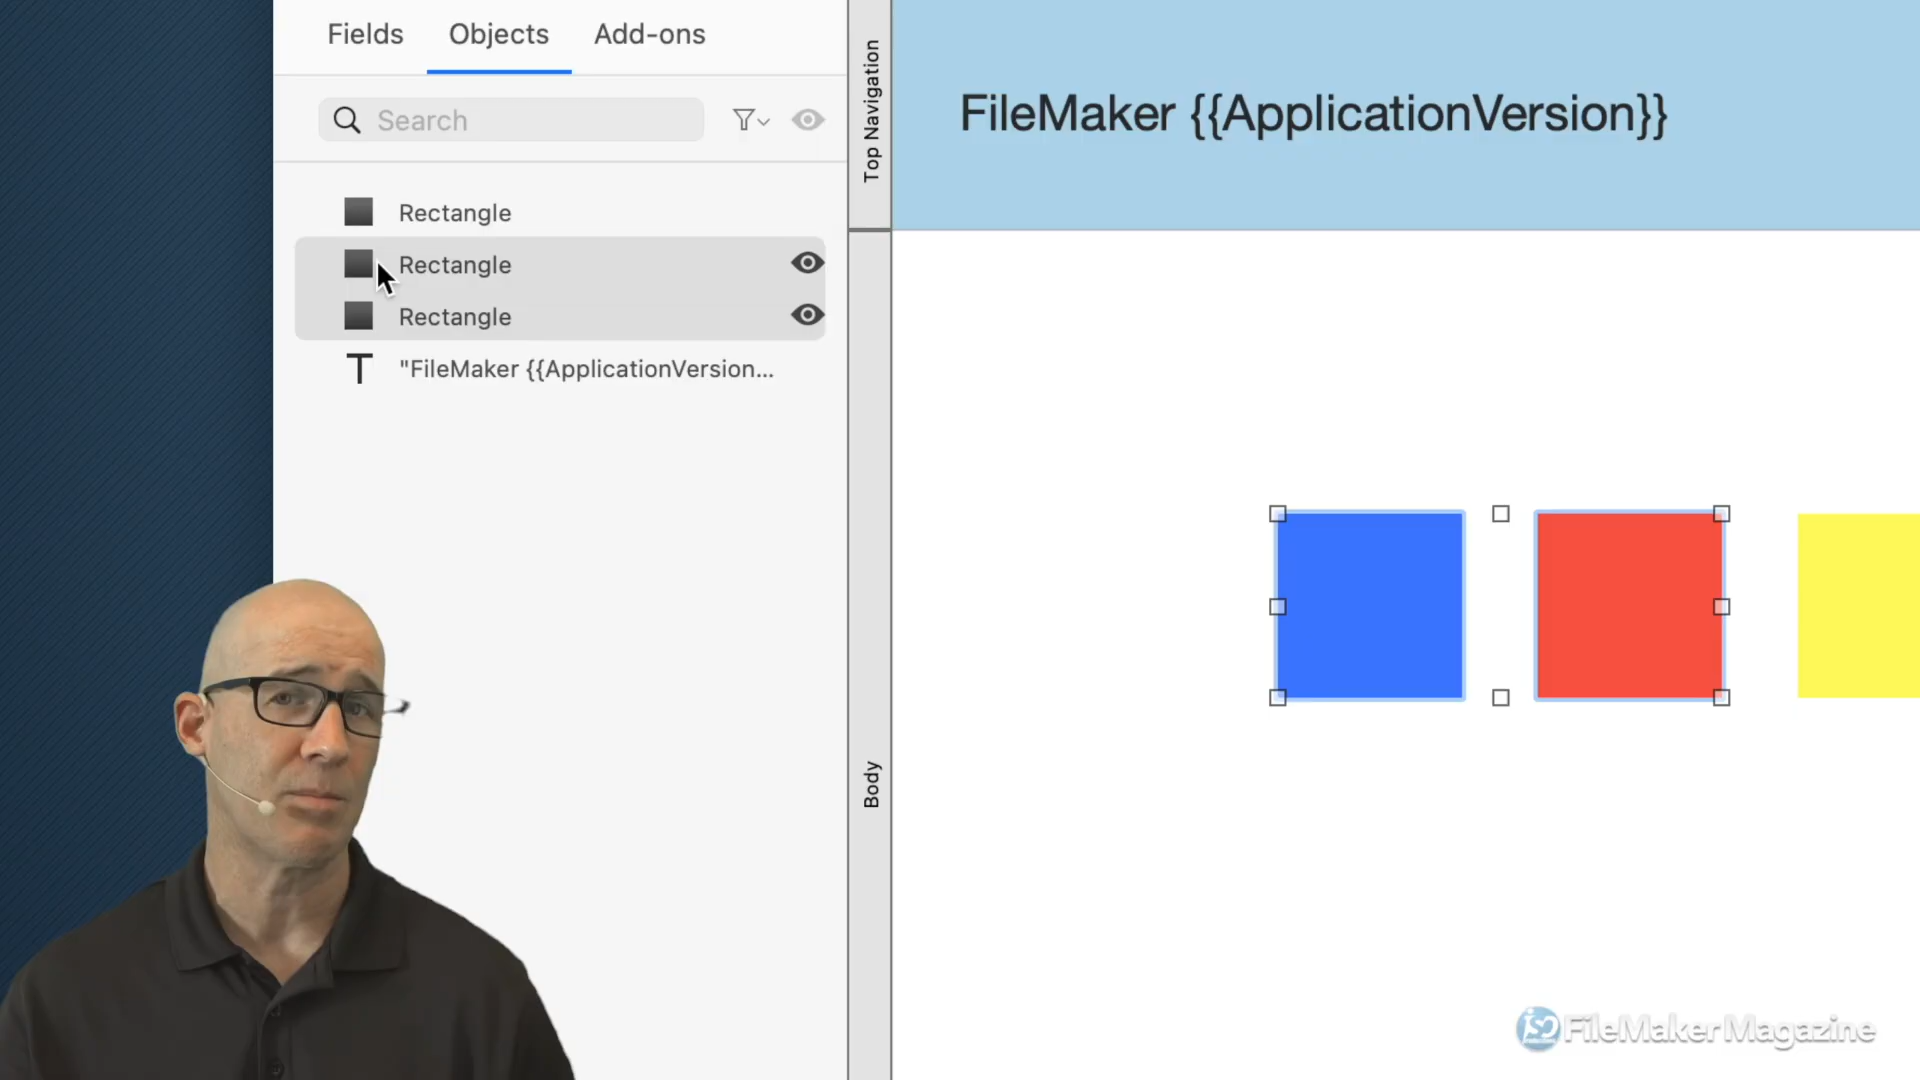 Fields Objects Add-ons
Search
Rectangle
Rectangle
Rectangle
"FileMaker {{ApplicationVersion...
Top Navigation
FileMaker {{ApplicationVersion}}
Body
FileMakerMagazine